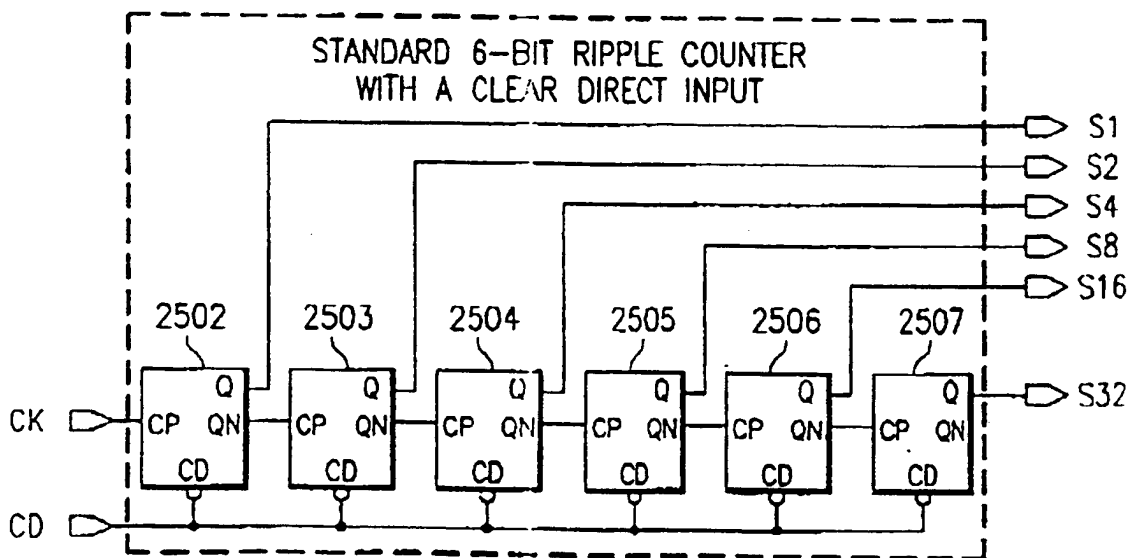 STANDARD 6-BIT RIPPLE COUNTER
WITH A CLEAR DIRECT INPUT
S1
S2
S4
S8
S16
2502 2503 2504 2505 2506 2507
Q Q Q Q Q Q
S32
CK
CP QN CP QN CP QN CP QN CP QN CP QN
CD CD CD CD CD CD
CD